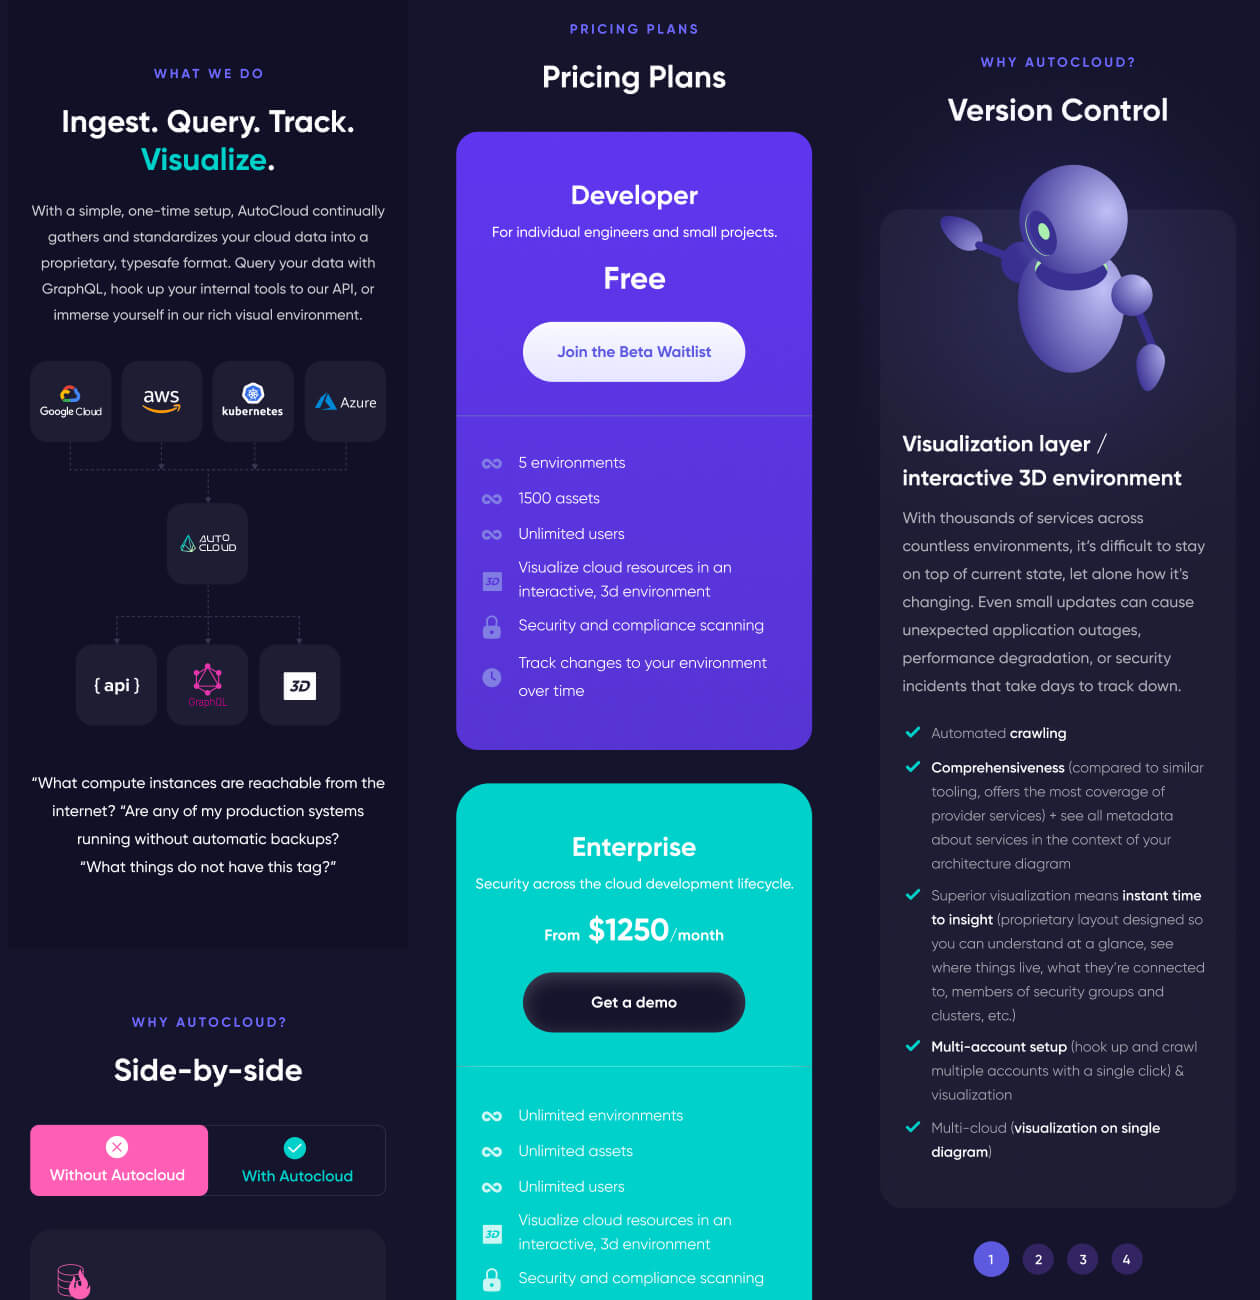 WHAT WE DO
Ingest. Query. Track.
Visualize.
With a simple, one-time setup, AutoCloud continually
gathers and standardizes your cloud data into a
proprietary, typesafe format. Query your data with
GraphQL, hook up your internal tools to our API, or
immerse yourself in our rich visual environment.
Google Cloud
aws
kubernetes
Azure
AUTO
CLOUD
{ api }
GraphQL
3D
“What compute instances are reachable from the
internet? “Are any of my production systems
running without automatic backups?
“What things do not have this tag?”
WHY AUTOCLOUD?
Side-by-side
Without Autocloud
With Autocloud
PRICING PLANS
Pricing Plans
Developer
For individual engineers and small projects.
Free
Join the Beta Waitlist
5 environments
1500 assets
Unlimited users
3D
Visualize cloud resources in an
interactive, 3d environment
Security and compliance scanning
Track changes to your environment
over time
Enterprise
Security across the cloud development lifecycle.
From $1250/month
Get a demo
Unlimited environments
Unlimited assets
Unlimited users
3D
Visualize cloud resources in an
interactive, 3d environment
Security and compliance scanning
WHY AUTOCLOUD?
Version Control
Visualization layer /
interactive 3D environment
With thousands of services across
countless environments, it’s difficult to stay
on top of current state, let alone how it's
changing. Even small updates can cause
unexpected application outages,
performance degradation, or security
incidents that take days to track down.
Automated crawling
Comprehensiveness (compared to similar
tooling, offers the most coverage of
provider services) + see all metadata
about services in the context of your
architecture diagram
Superior visualization means instant time
to insight (proprietary layout designed so
you can understand at a glance, see
where things live, what they’re connected
to, members of security groups and
clusters, etc.)
Multi-account setup (hook up and crawl
multiple accounts with a single click) &
visualization
Multi-cloud (visualization on single
diagram)
1 2 3 4